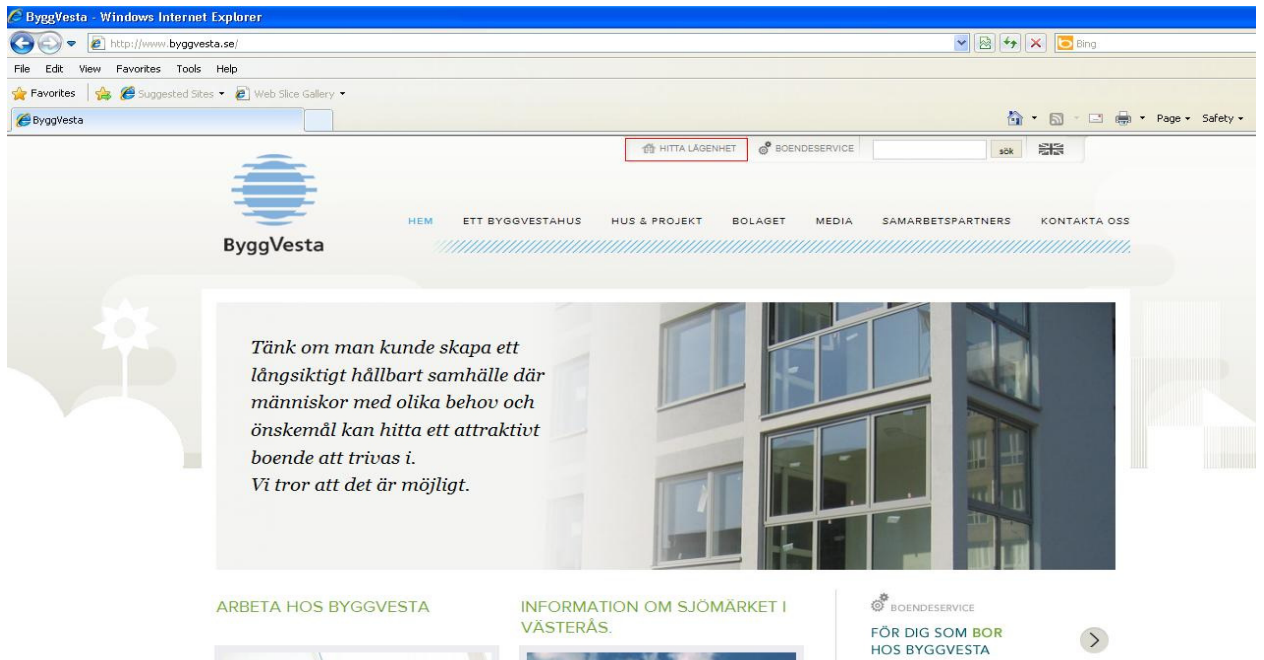 ByggVesta - Windows Internet Explorer
http://www.byggvesta.se/
Bing
File Edit View Favorites Tools Help
Favorites Suggested Sites Web Slice Gallery
ByggVesta
Page Safety
HITTA LÄGENHET BOENDESERVICE sök
HEM ETT BYGGVESTAHUS HUS & PROJEKT BOLAGET MEDIA SAMARBETSPARTNERS KONTAKTA OSS
ByggVesta
Tänk om man kunde skapa ett
långsiktigt hållbart samhälle där
människor med olika behov och
önskemål kan hitta ett attraktivt
boende att trivas i.
Vi tror att det är möjligt.
ARBETA HOS BYGGVESTA
INFORMATION OM SJÖMÄRKET I
VÄSTERÅS.
BOENDESERVICE
FÖR DIG SOM BOR
HOS BYGGVESTA